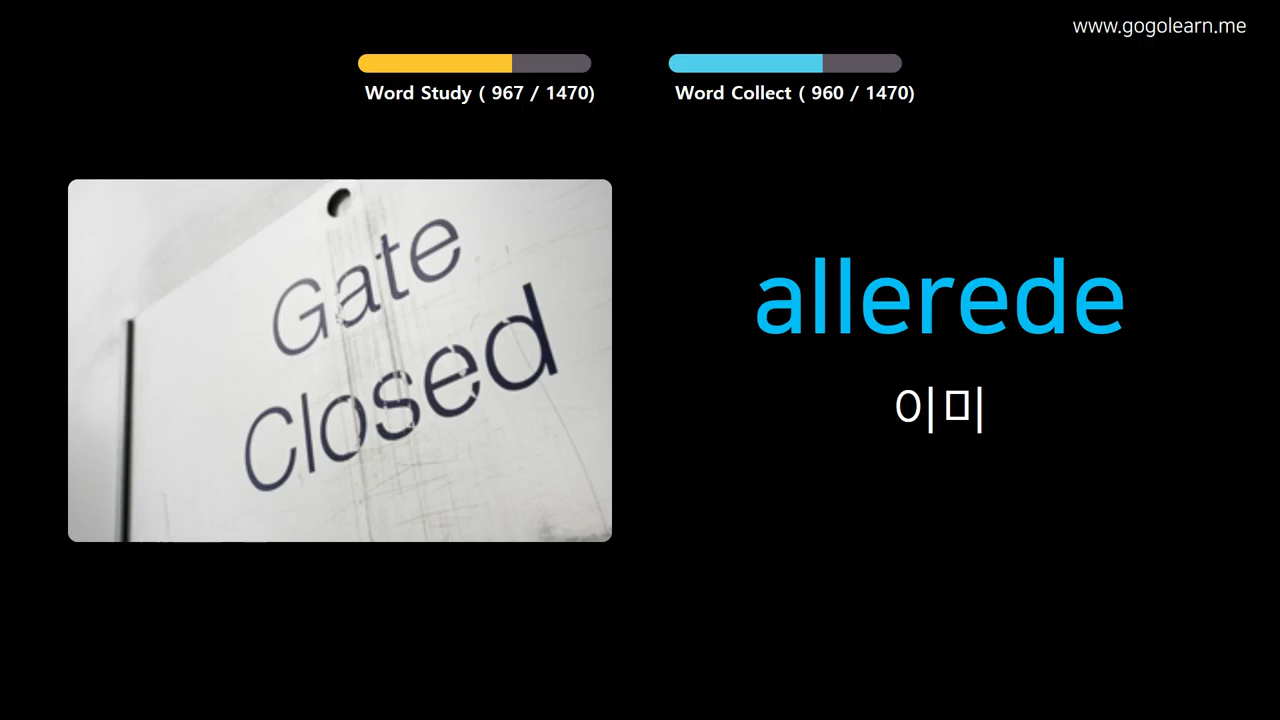 www.gogolearn.me
Word Study ( 967 / 1470)
Word Collect ( 960 / 1470)
Gate
Closed
allerede
이미